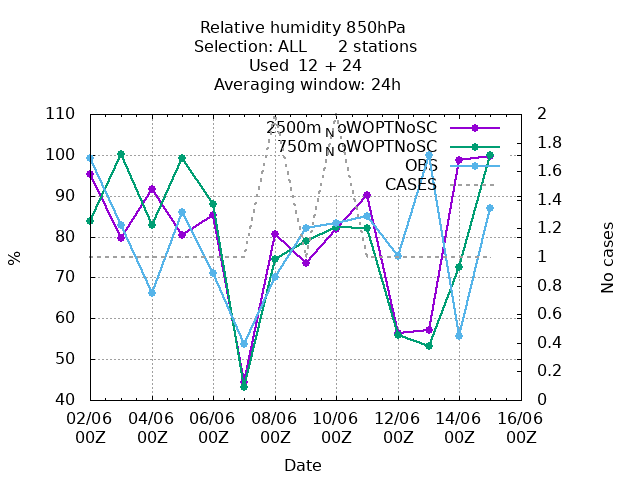 Relative humidity 850hPa
Selection: ALL 2 stations
Used 12 + 24
Averaging window: 24h
2500m NoWOPTNoSC
750m NoWOPTNoSC
OBS
CASES
110
100
90
80
70
60
50
40
%
2
1.8
1.6
1.4
1.2
1
0.8
0.6
0.4
0.2
0
No cases
02/06 04/06 06/06 08/06 10/06 12/06 14/06 16/06
00Z 00Z 00Z 00Z 00Z 00Z 00Z 00Z
Date